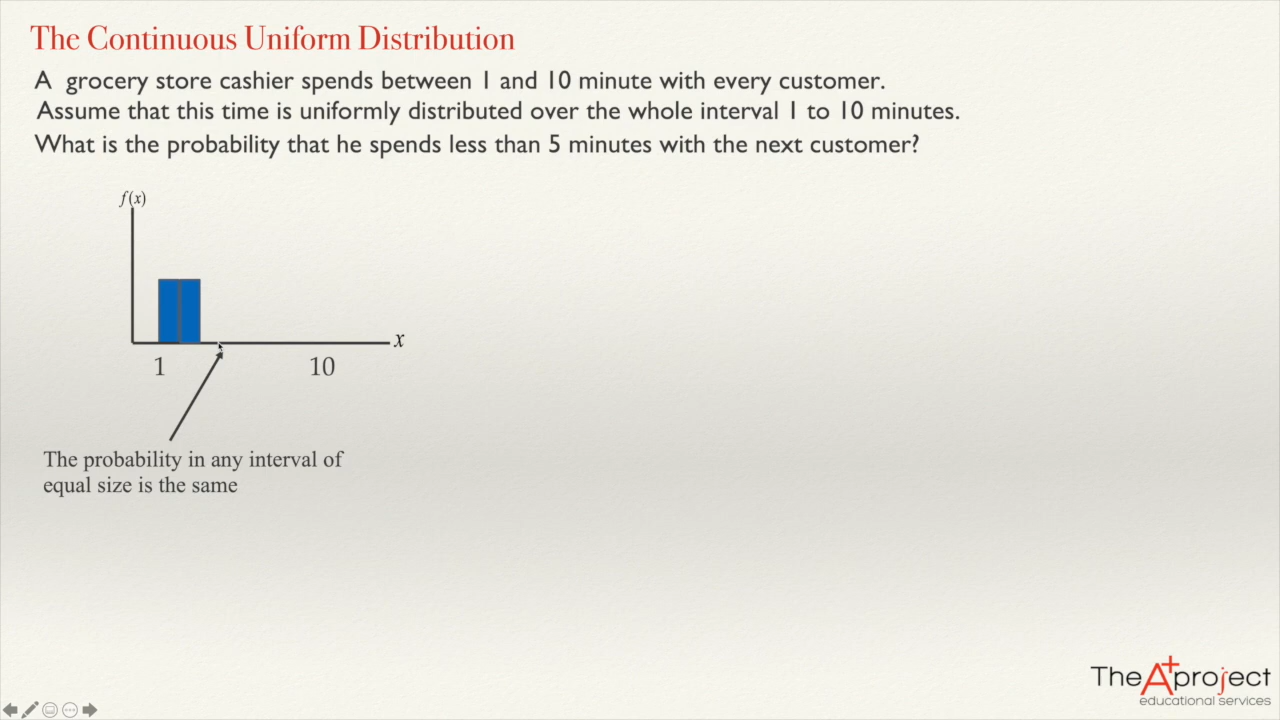 The Continuous Uniform Distribution
A grocery store cashier spends between 1 and 10 minute with every customer.
Assume that this time is uniformly distributed over the whole interval 1 to 10 minutes.
What is the probability that he spends less than 5 minutes with the next customer?
f(x)
x
1 10
The probability in any interval of
equal size is the same
The A+ project
educational services